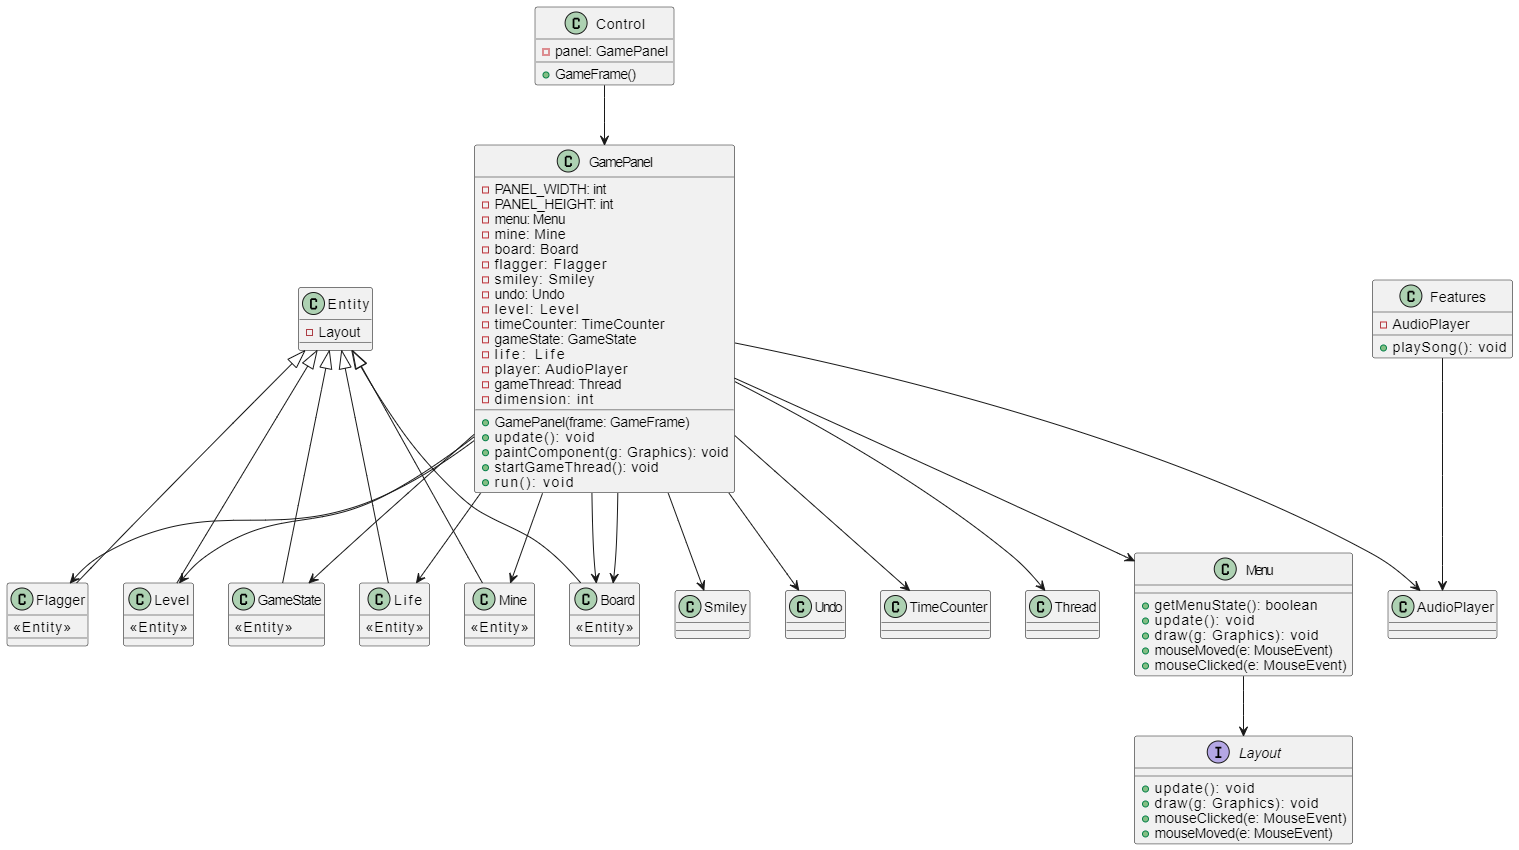 C Control
panel: GamePanel
GameFrame()
C GamePanel
PANEL_WIDTH: int
PANEL_HEIGHT: int
menu: Menu
mine: Mine
board: Board
flagger: Flagger
smiley: Smiley
undo: Undo
level: Level
timeCounter: TimeCounter
gameState: GameState
life: Life
player: AudioPlayer
gameThread: Thread
dimension: int
GamePanel(frame: GameFrame)
update(): void
paintComponent(g: Graphics): void
startGameThread(): void
run(): void
C Entity
Layout
C Features
AudioPlayer
playSong(): void
C Flagger
«Entity»
C Level
«Entity»
C GameState
«Entity»
C Life
«Entity»
C Mine
«Entity»
C Board
«Entity»
C Smiley
C Undo
C TimeCounter
C Thread
C Menu
getMenuState(): boolean
update(): void
draw(g: Graphics): void
mouseMoved(e: MouseEvent)
mouseClicked(e: MouseEvent)
C AudioPlayer
I Layout
update(): void
draw(g: Graphics): void
mouseClicked(e: MouseEvent)
mouseMoved(e: MouseEvent)